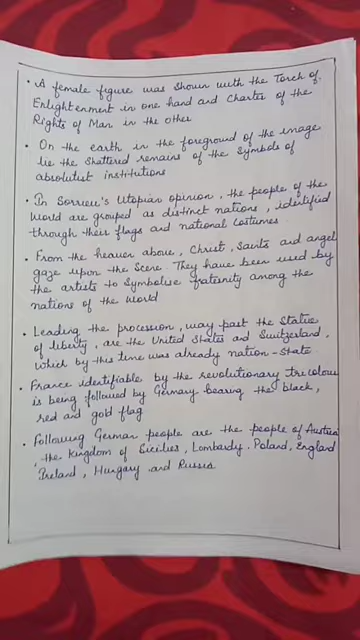 • A female figure was shown with the Torch of
Enlightenment in one hand and Charter of the
Rights of Man in the other
• On the earth in the foreground of the image
lie the shattered remains of the symbols of
absolutist institutions
• In Sorrieu's Utopian opinion, the people of the
world are grouped as distinct nations, identified
through their flags and national costumes.
• From the heaven above, Christ, Saints and angel
gaze upon the scene. They have been used by
the artists to symbolise fraternity among the
nations of the world
• Leading the procession, way past the Statue
of liberty, are the United States and Switzerland,
which by this time was already nation-state
• France identifiable by the revolutionary tricolour
is being followed by Germany bearing the black,
red and gold flag
• Following German people are the people of Austria
, the kingdom of Sicilies, Lombardy, Poland, England
Ireland, Hungary and Russia